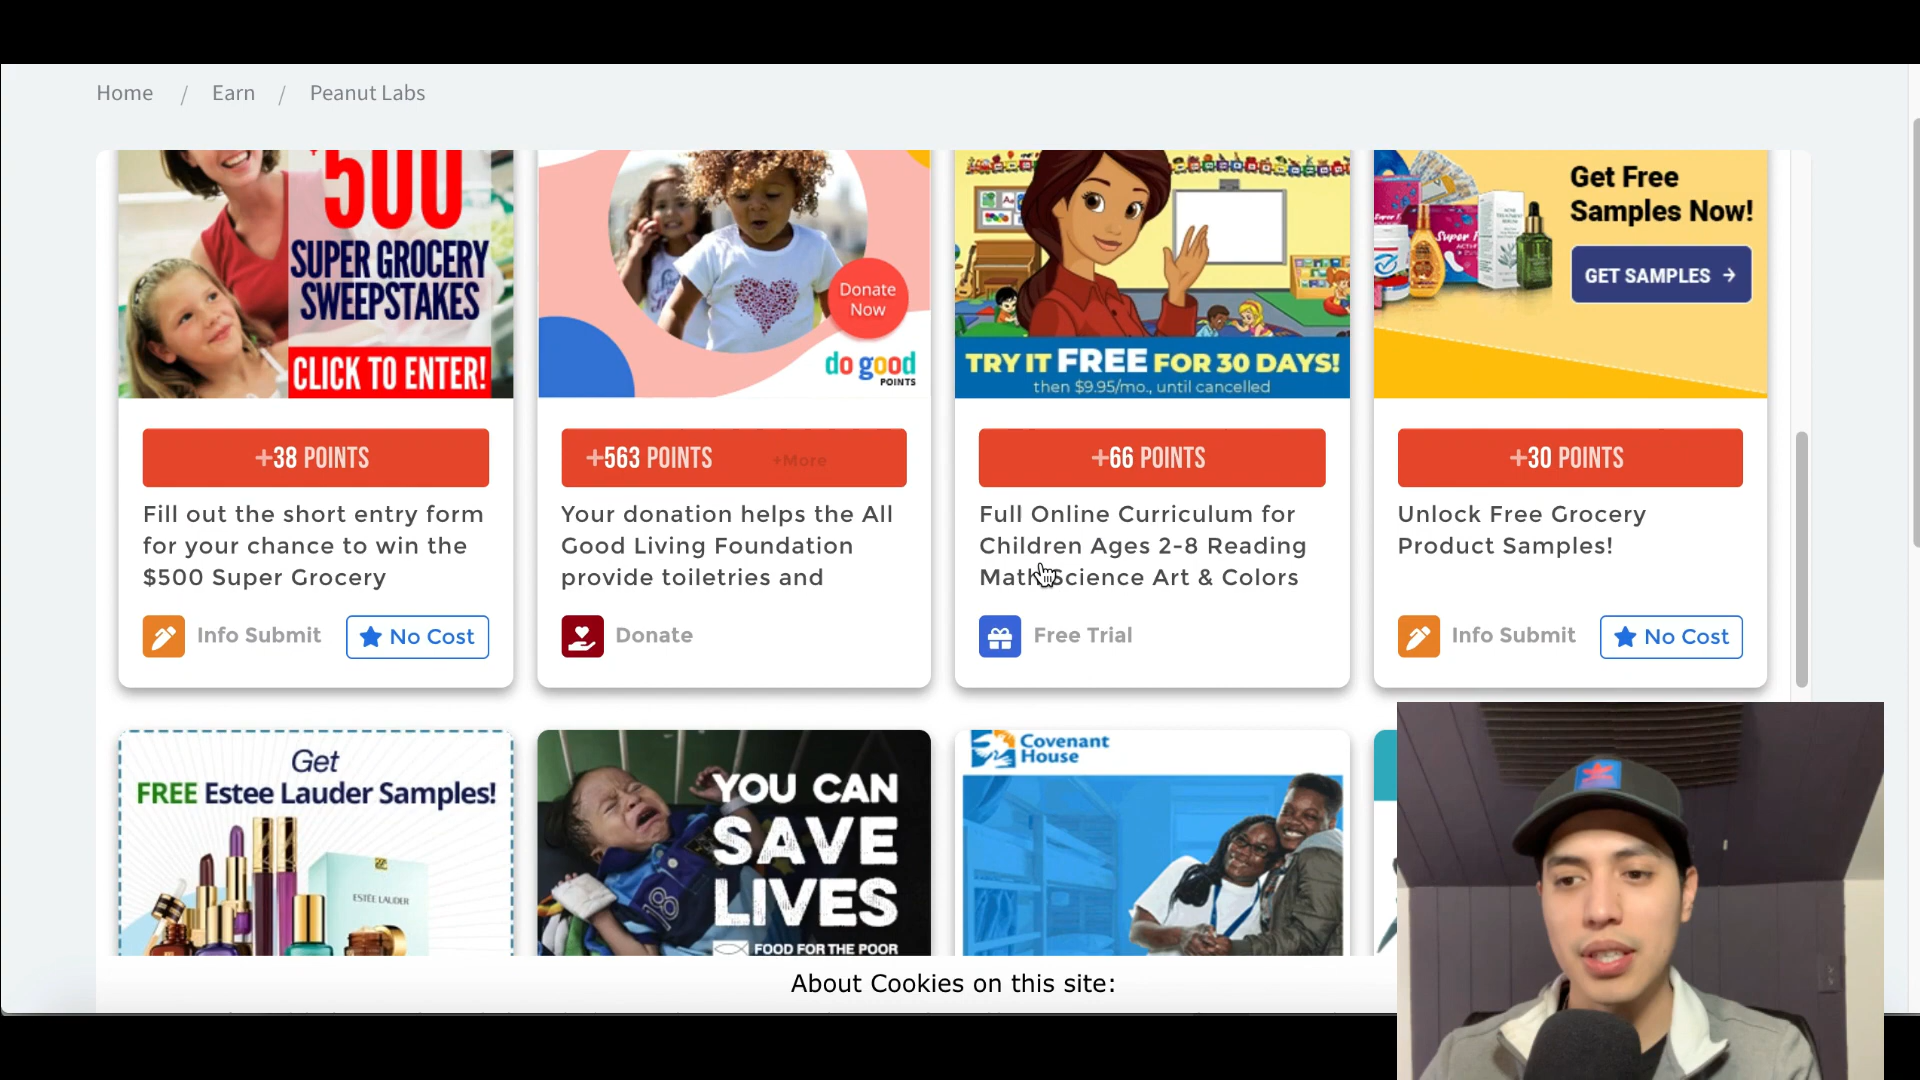 Home / Earn / Peanut Labs
500
SUPER GROCERY
SWEEPSTAKES
CLICK TO ENTER!
Donate
Now
do good
POINTS
TRY IT FREE FOR 30 DAYS!
then $9.95/mo., until cancelled
Get Free
Samples Now!
GET SAMPLES →
+38 POINTS
+563 POINTS +More
+66 POINTS
+30 POINTS
Fill out the short entry form
for your chance to win the
$500 Super Grocery
Your donation helps the All
Good Living Foundation
provide toiletries and
Full Online Curriculum for
Children Ages 2-8 Reading
Math Science Art & Colors
Unlock Free Grocery
Product Samples!
Info Submit
No Cost
Donate
Free Trial
Info Submit
No Cost
Get
FREE Estee Lauder Samples!
ESTĒE LAUDER
YOU CAN
SAVE
LIVES
FOOD FOR THE POOR
18
Covenant
House
About Cookies on this site: